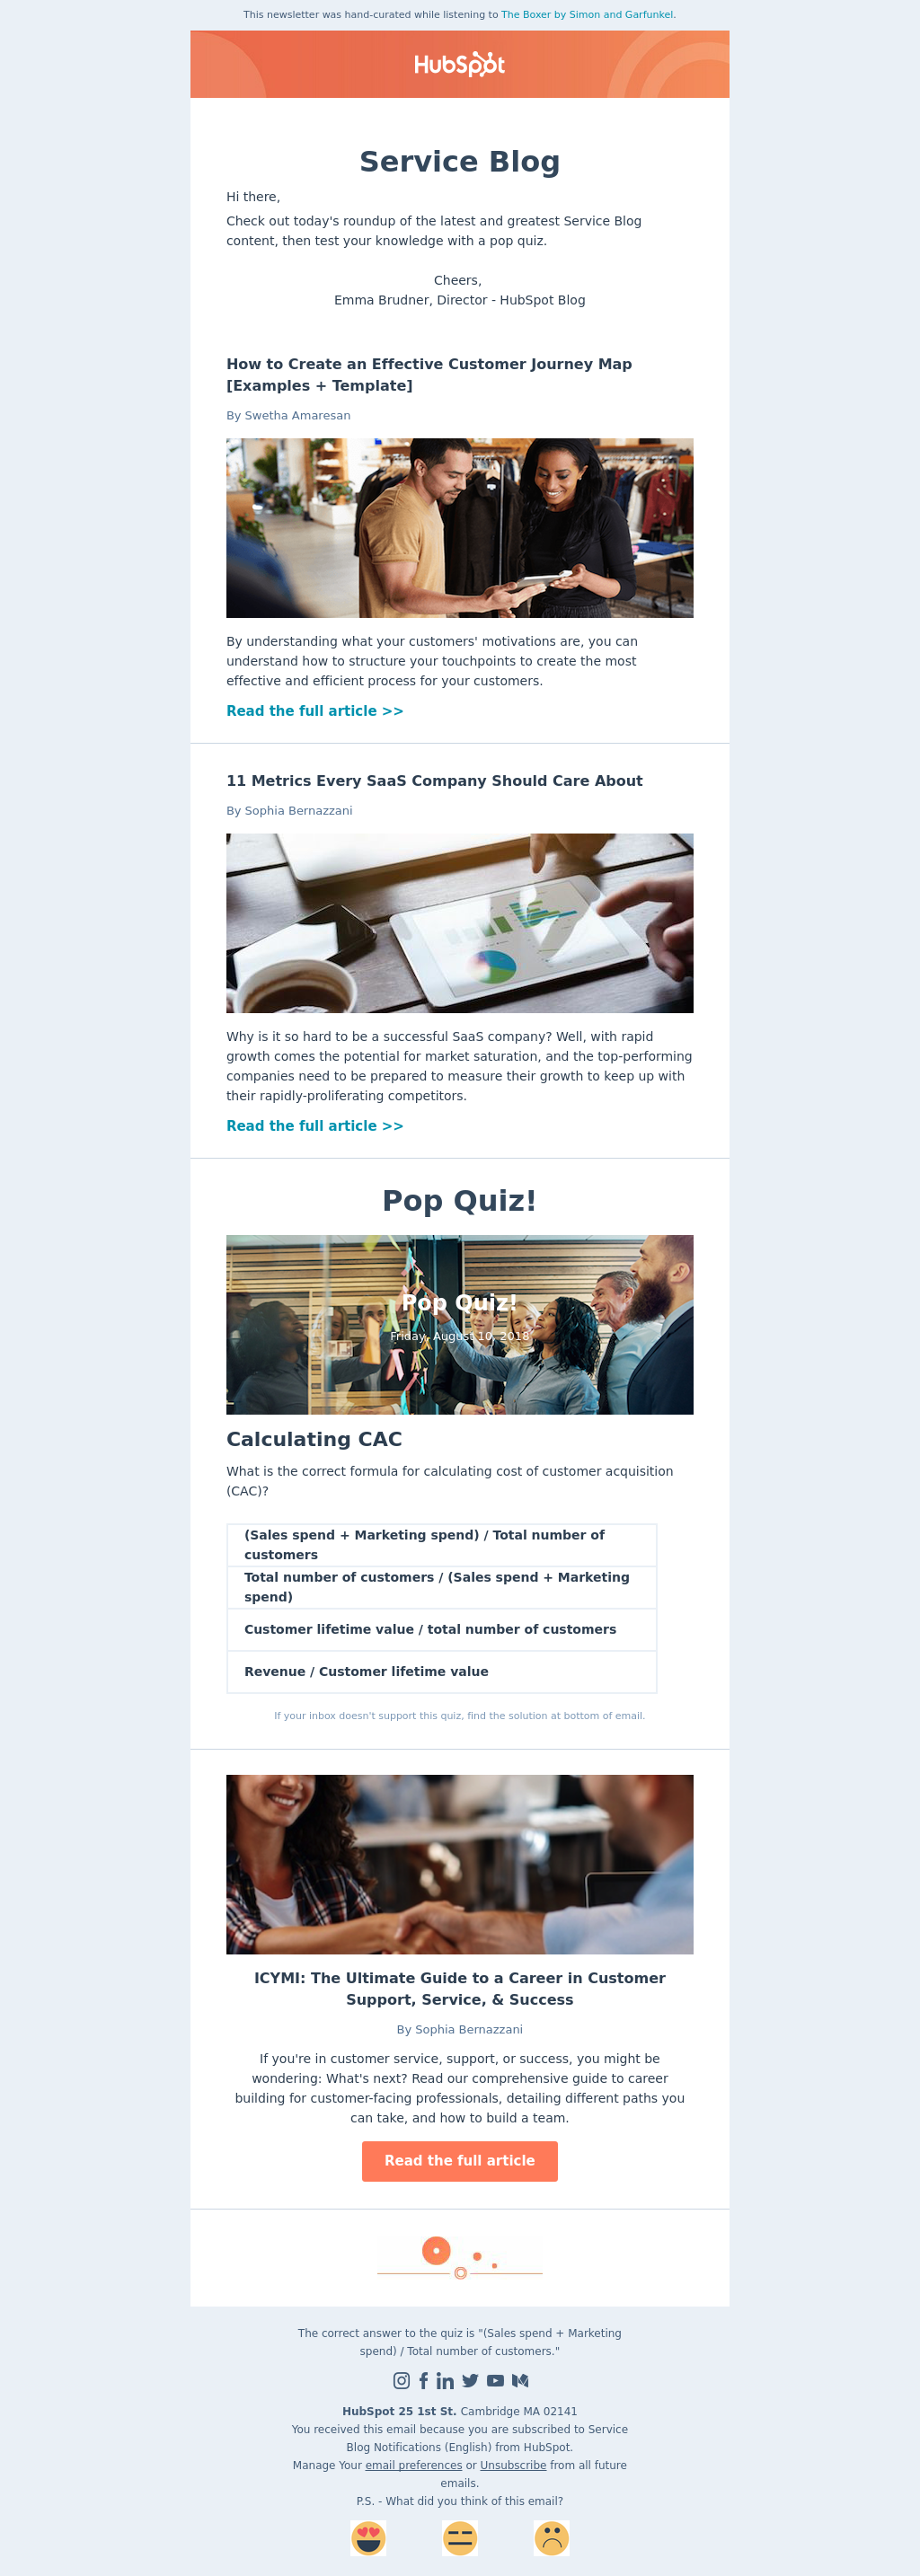 This newsletter was hand-curated while listening to The Boxer by Simon and Garfunkel.
HubSpot
Service Blog
Hi there,
Check out today's roundup of the latest and greatest Service Blog
content, then test your knowledge with a pop quiz.
Cheers,
Emma Brudner, Director - HubSpot Blog
How to Create an Effective Customer Journey Map
[Examples + Template]
By Swetha Amaresan
By understanding what your customers' motivations are, you can
understand how to structure your touchpoints to create the most
effective and efficient process for your customers.
Read the full article >>
11 Metrics Every SaaS Company Should Care About
By Sophia Bernazzani
Why is it so hard to be a successful SaaS company? Well, with rapid
growth comes the potential for market saturation, and the top-performing
companies need to be prepared to measure their growth to keep up with
their rapidly-proliferating competitors.
Read the full article >>
Pop Quiz!
Pop Quiz!
Friday, August 10, 2018
Calculating CAC
What is the correct formula for calculating cost of customer acquisition
(CAC)?
(Sales spend + Marketing spend) / Total number of
customers
Total number of customers / (Sales spend + Marketing
spend)
Customer lifetime value / total number of customers
Revenue / Customer lifetime value
If your inbox doesn't support this quiz, find the solution at bottom of email.
ICYMI: The Ultimate Guide to a Career in Customer
Support, Service, & Success
By Sophia Bernazzani
If you're in customer service, support, or success, you might be
wondering: What's next? Read our comprehensive guide to career
building for customer-facing professionals, detailing different paths you
can take, and how to build a team.
Read the full article
The correct answer to the quiz is "(Sales spend + Marketing
spend) / Total number of customers."
HubSpot 25 1st St. Cambridge MA 02141
You received this email because you are subscribed to Service
Blog Notifications (English) from HubSpot.
Manage Your email preferences or Unsubscribe from all future
emails.
P.S. - What did you think of this email?